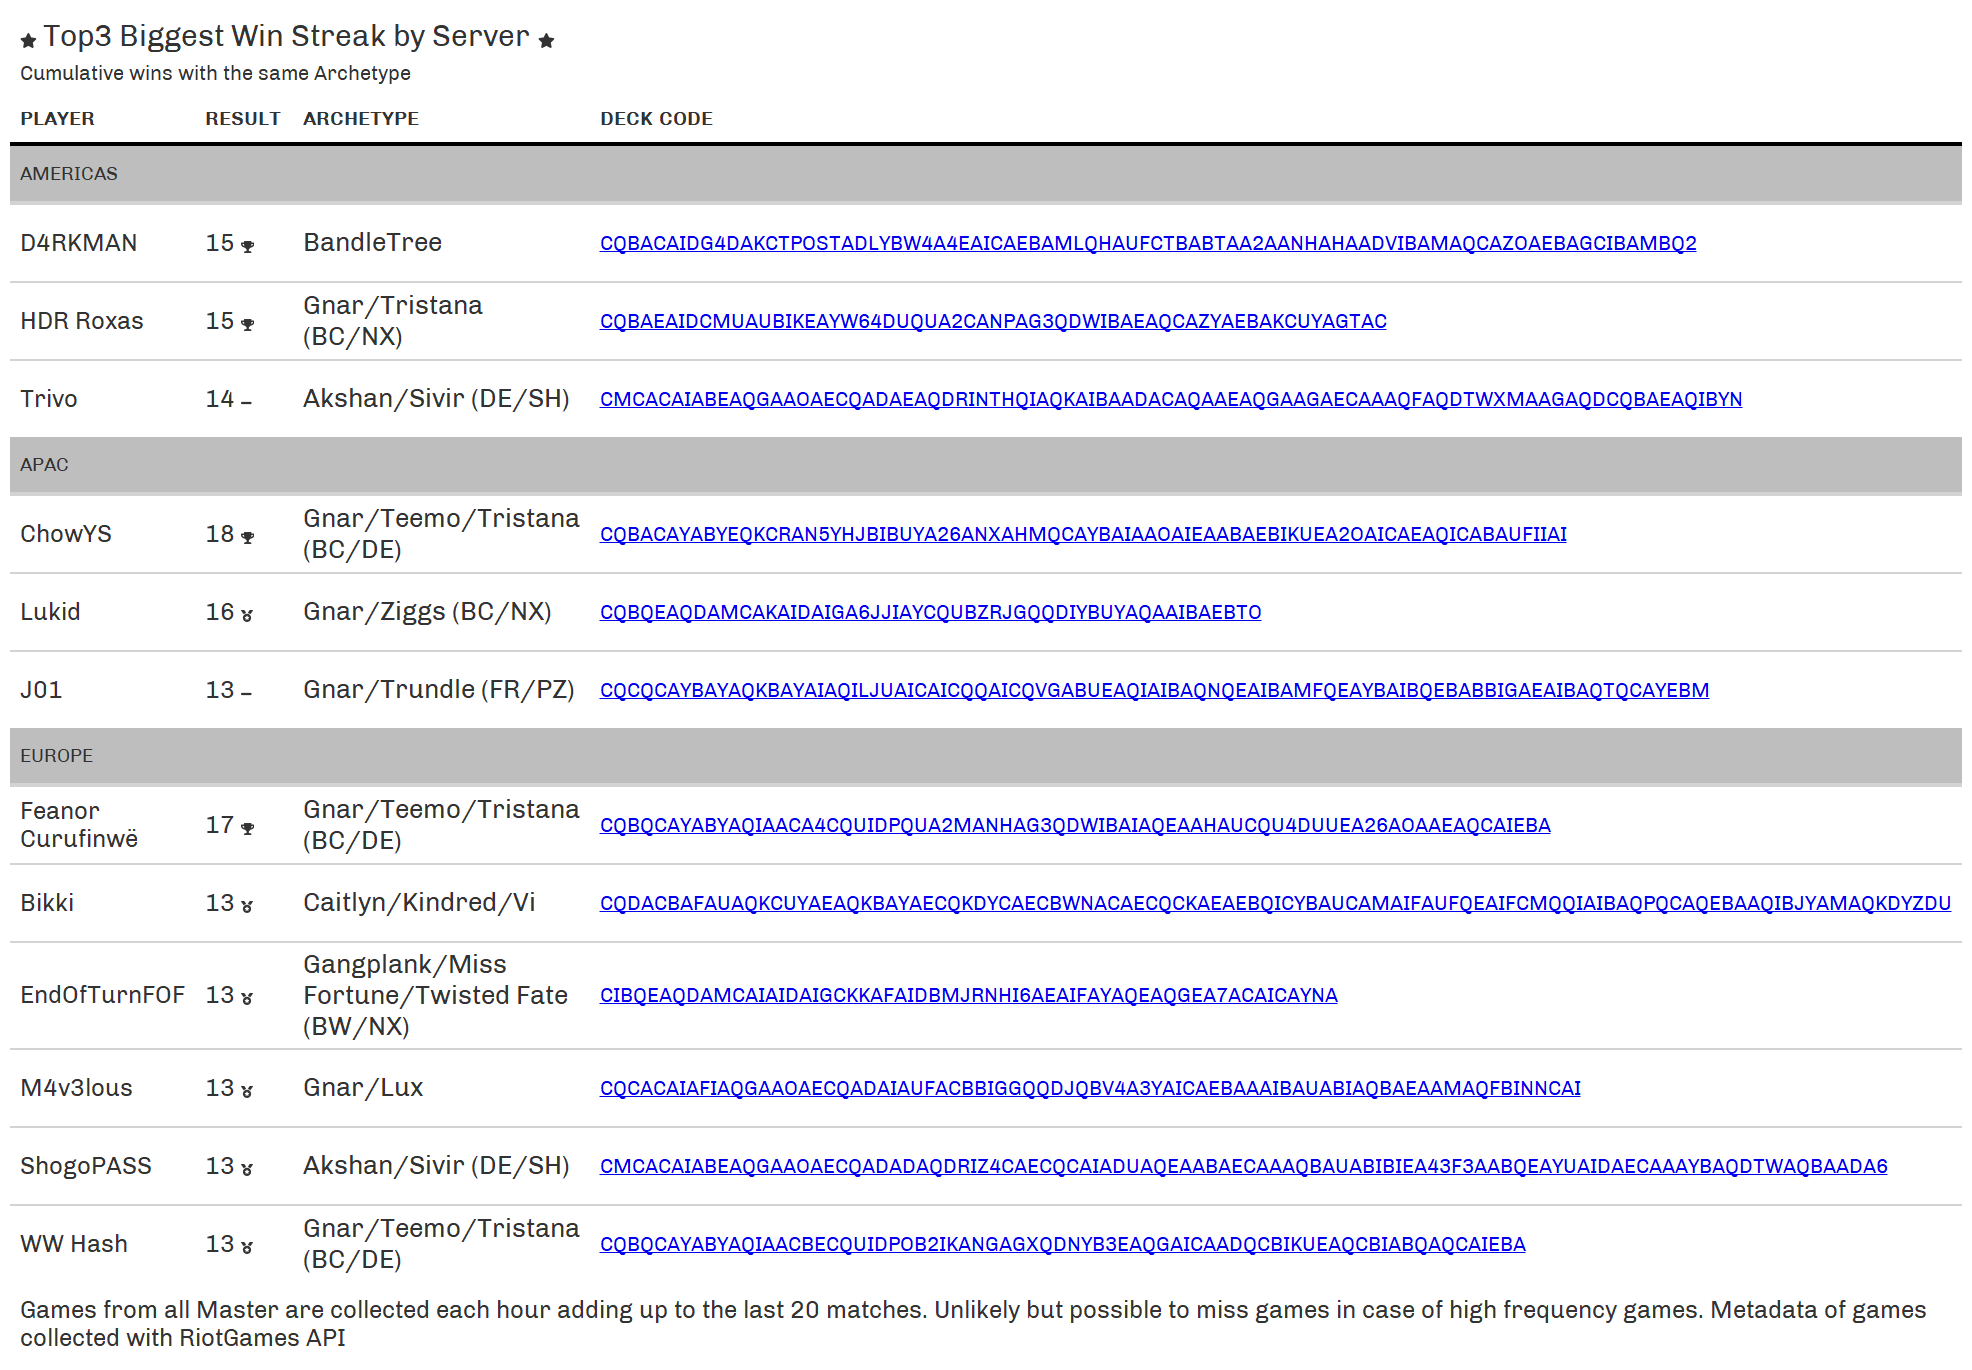 ★ Top3 Biggest Win Streak by Server ★
Cumulative wins with the same Archetype
PLAYER RESULT ARCHETYPE DECK CODE
AMERICAS
D4RKMAN 15 BandleTree CQBACAIDG4DAKCTPOSTADLYBW4A4EAICAEBAMLQHAUFCTBABTAA2AANHAHAADVIBAMAQCAZOAEBAGCIBAMBQ2
HDR Roxas 15 Gnar/Tristana
(BC/NX) CQBAEAIDCMUAUBIKEAYW64DUQUA2CANPAG3QDWIBAEAQCAZYAEBAKCUYAGTAC
Trivo 14 – Akshan/Sivir (DE/SH) CMCACAIABEAQGAAOAECQADAEAQDRINTHQIAQKAIBAADACAQAAEAQGAAGAECAAAQFAQDTWXMAAGAQDCQBAEAQIBYN
APAC
ChowYS 18 Gnar/Teemo/Tristana
(BC/DE) CQBACAYABYEQKCRAN5YHJBIBUYA26ANXAHMQCAYBAIAAOAIEAABAEBIKUEA2OAICAEAQICABAUFIIAI
Lukid 16 Gnar/Ziggs (BC/NX) CQBQEAQDAMCAKAIDAIGA6JJIAYCQUBZRJGQQDIYBUYAQAAIBAEBTO
J01 13 – Gnar/Trundle (FR/PZ) CQCQCAYBAYAQKBAYAIAQILJUAICAICQQAICQVGABUEAQIAIBAQNQEAIBAMFQEAYBAIBQEBABBIGAEAIBAQTQCAYEBM
EUROPE
Feanor
Curufinwë 17 Gnar/Teemo/Tristana
(BC/DE) CQBQCAYABYAQIAACA4CQUIDPQUA2MANHAG3QDWIBAIAQEAAHAUCQU4DUUEA26AOAAEAQCAIEBA
Bikki 13 Caitlyn/Kindred/Vi CQDACBAFAUAQKCUYAEAQKBAYAECQKDYCAECBWNACAECQCKAEAEBQICYBAUCAMAIFAUFQEAIFCMQQIAIBAQPQCAQEBAAQIBJYAMAQKDYZDU
EndOfTurnFOF 13 Gangplank/Miss
Fortune/Twisted Fate
(BW/NX) CIBQEAQDAMCAIAIDAIGCKKAFAIDBMJRNHI6AEAIFAYAQEAQGEA7ACAICAYNA
M4v3lous 13 Gnar/Lux CQCACAIAFIAQGAAOAECQADAIAUFACBBIGGQQDJQBV4A3YAICAEBAAAIBAUABIAQBAEAAMAQFBINNCAI
ShogoPASS 13 Akshan/Sivir (DE/SH) CMCACAIABEAQGAAOAECQADADAQDRIZ4CAECQCAIADUAQEAABAECAAAQBAUABIBIEA43F3AABQEAYUAIDAECAAAYBAQDTWAQBAADA6
WW Hash 13 Gnar/Teemo/Tristana
(BC/DE) CQBQCAYABYAQIAACBECQUIDPOB2IKANGAGXQDNYB3EAQGAICAADQCBIKUEAQCBIABQAQCAIEBA
Games from all Master are collected each hour adding up to the last 20 matches. Unlikely but possible to miss games in case of high frequency games. Metadata of games
collected with RiotGames API